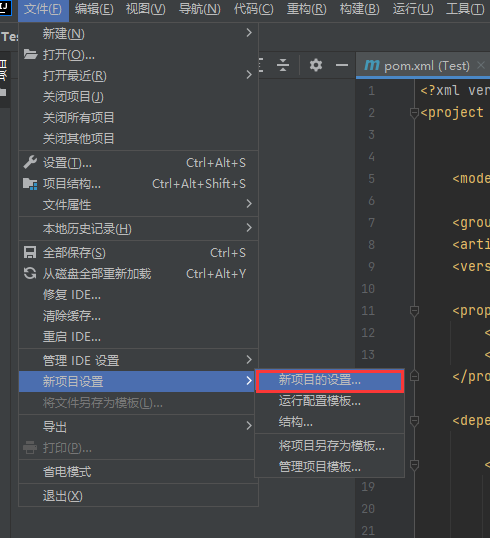 文件(F) 编辑(E) 视图(V) 导航(N) 代码(C) 重构(R) 构建(B) 运行(U) 工具(T)
新建(N)
打开(O)...
打开最近(R)
关闭项目(J)
关闭所有项目
关闭其他项目
设置(T)... Ctrl+Alt+S
项目结构... Ctrl+Alt+Shift+S
文件属性
本地历史记录(H)
全部保存(S) Ctrl+S
从磁盘全部重新加载 Ctrl+Alt+Y
修复 IDE...
清除缓存...
重启 IDE...
管理 IDE 设置
新项目设置
将文件另存为模板(L)...
导出
打印(P)...
省电模式
退出(X)
新项目的设置...
运行配置模板...
结构...
将项目另存为模板...
管理项目模板...
Te
m pom.xml (Test)
1 <?xml ver
2 <project
3
4
5 <mode
6
7 <grou
8 <arti
9 <vers
10
11 <prop
12 <
13 <
14 </pro
15
17 <depe
18
<
19
20
21